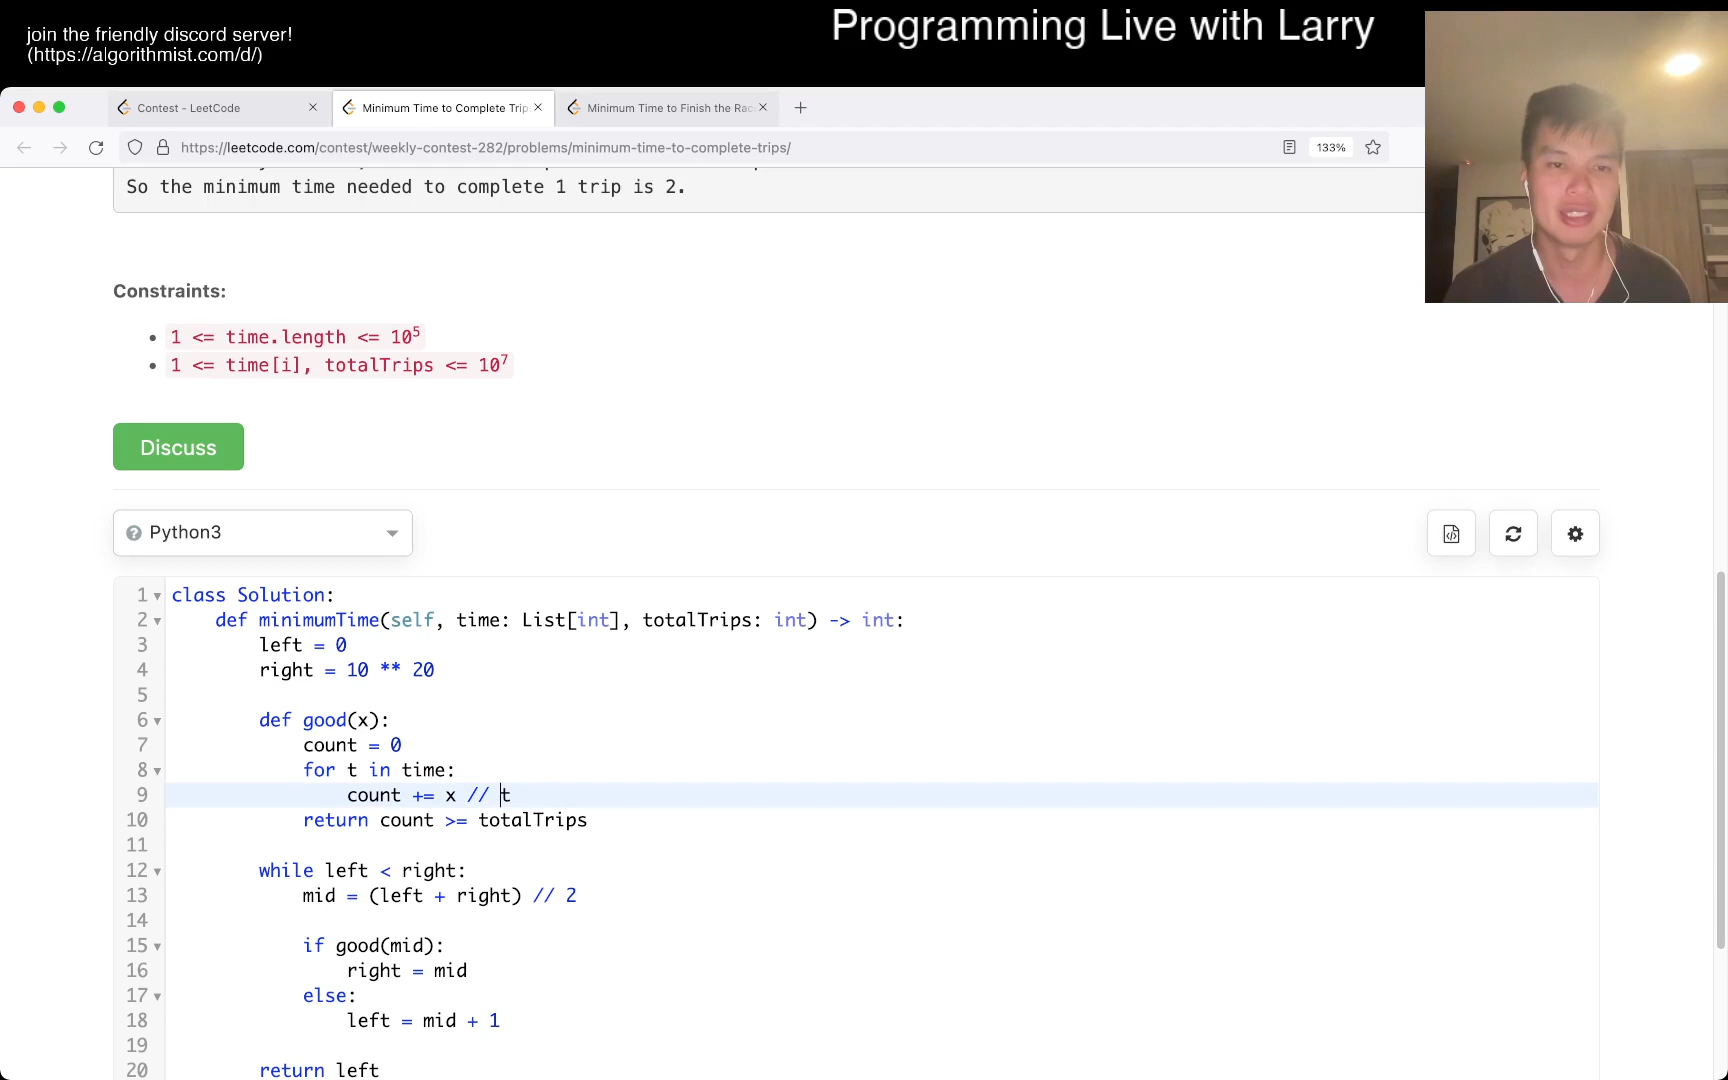 join the friendly discord server!
(https://algorithmist.com/d/)
Programming Live with Larry
Contest - LeetCode
Minimum Time to Complete Trip
Minimum Time to Finish the Rac
https://leetcode.com/contest/weekly-contest-282/problems/minimum-time-to-complete-trips/
133%
So the minimum time needed to complete 1 trip is 2.
Constraints:
1 <= time.length <= 10⁵
1 <= time[i], totalTrips <= 10⁷
Discuss
Python3
1 class Solution:
2 def minimumTime(self, time: List[int], totalTrips: int) -> int:
3 left = 0
4 right = 10 ** 20
5
6 def good(x):
7 count = 0
8 for t in time:
9 count += x // t
10 return count >= totalTrips
11
12 while left < right:
13 mid = (left + right) // 2
14
15 if good(mid):
16 right = mid
17 else:
18 left = mid + 1
19
20 return left